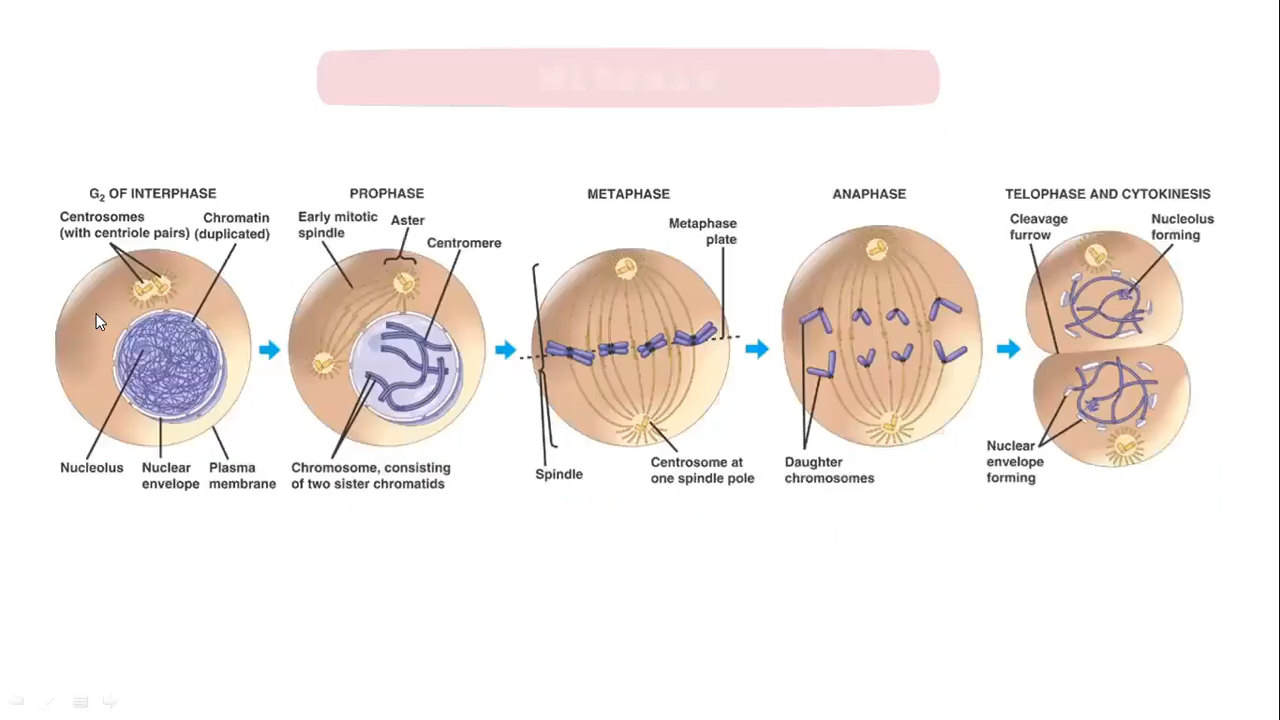 Mitosis
G2 OF INTERPHASE
Centrosomes
(with centriole pairs)
Chromatin
(duplicated)
Nucleolus
Nuclear
envelope
Plasma
membrane
PROPHASE
Early mitotic
spindle
Aster
Centromere
Chromosome, consisting
of two sister chromatids
METAPHASE
Metaphase
plate
Spindle
Centrosome at
one spindle pole
ANAPHASE
Daughter
chromosomes
TELOPHASE AND CYTOKINESIS
Cleavage
furrow
Nucleolus
forming
Nuclear
envelope
forming